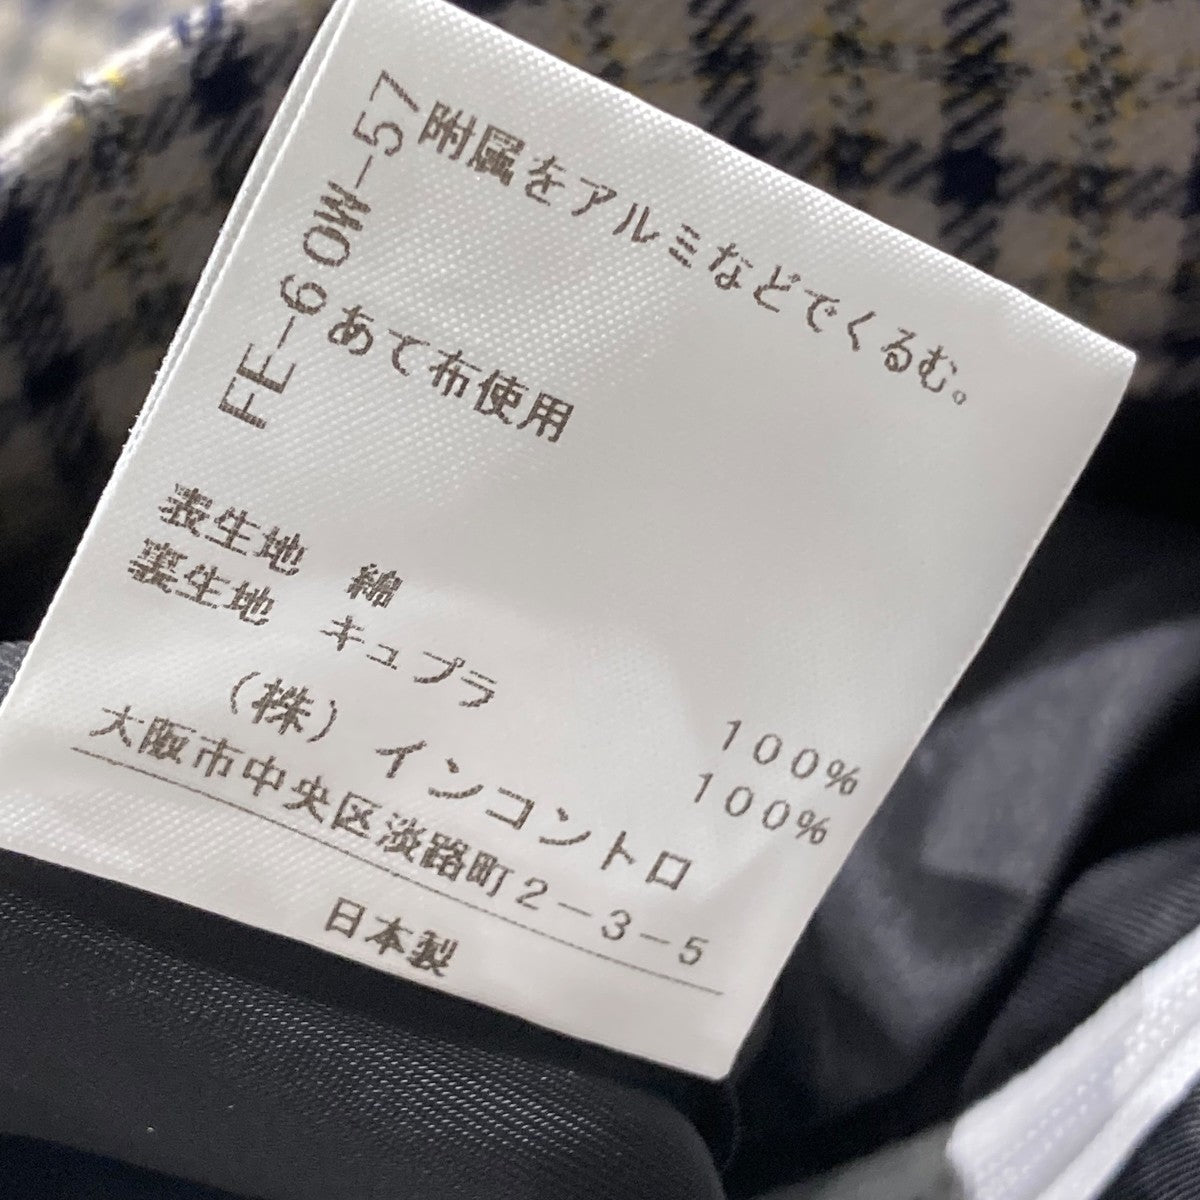 附属をアルミなどでくるむ。
あて布使用
FE-60W-57
表生地 綿 100%
裏生地 キュプラ 100%
(株)インコントロ
大阪市中央区淡路町2-3-5
日本製